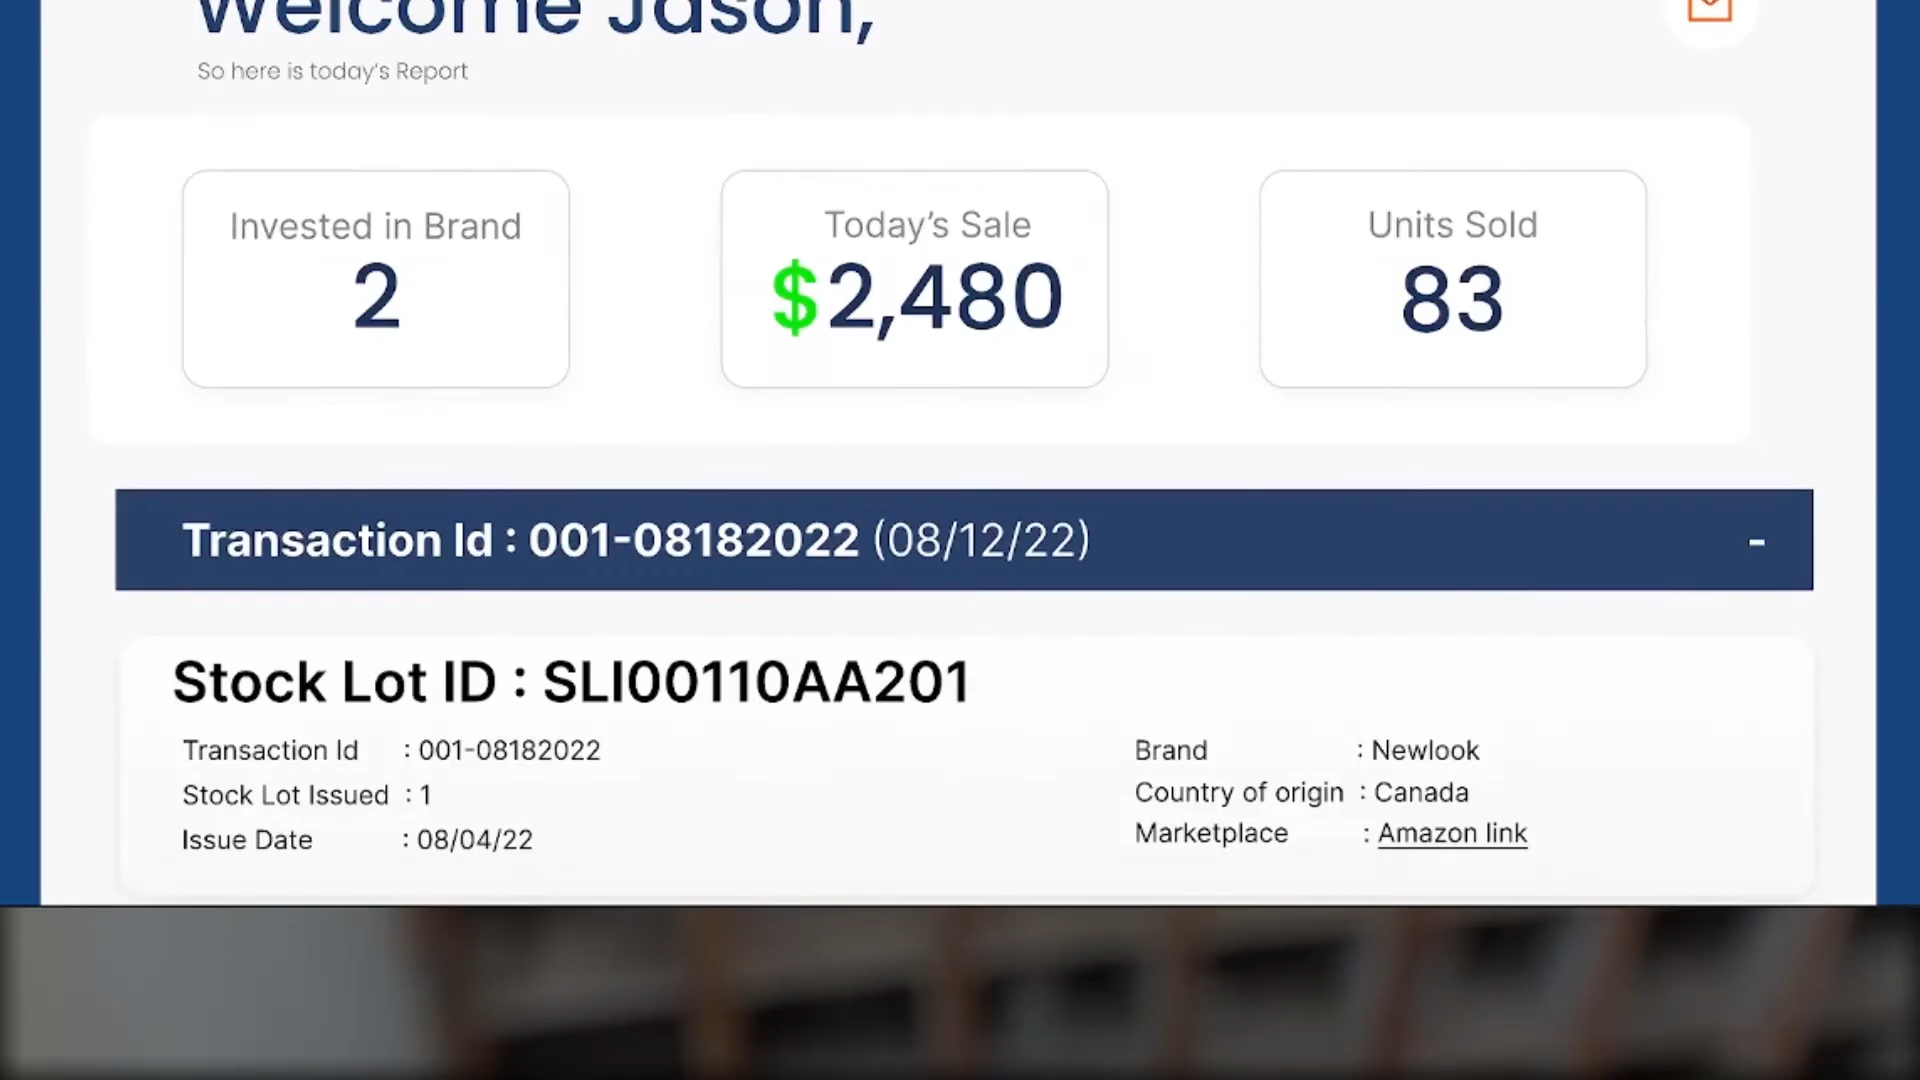 Welcome Jason,
So here is today's Report
Invested in Brand
2
Today's Sale
$2,480
Units Sold
83
Transaction Id : 001-08182022 (08/12/22)
-
Stock Lot ID : SLI00110AA201
Transaction Id : 001-08182022
Stock Lot Issued : 1
Issue Date : 08/04/22
Brand : Newlook
Country of origin : Canada
Marketplace : Amazon link